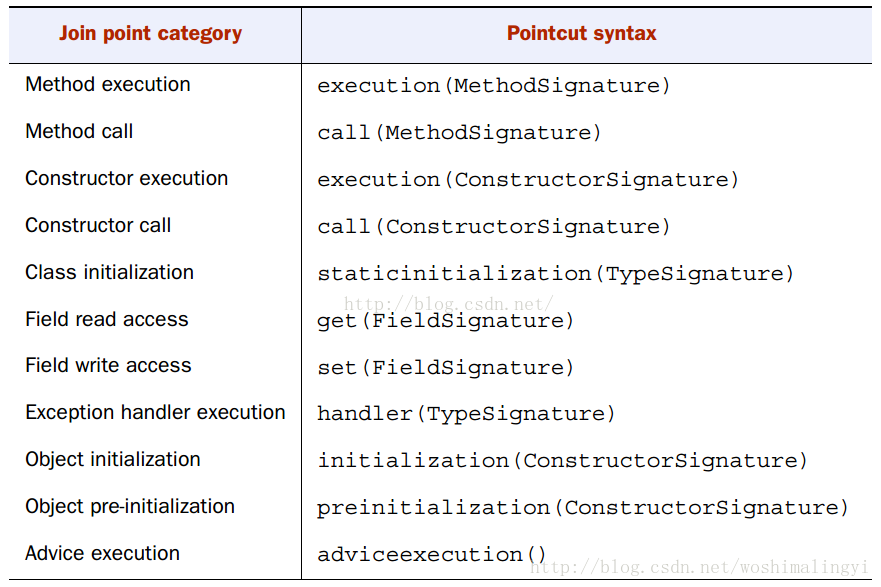 Join point category Pointcut syntax
Method execution execution(MethodSignature)
Method call call(MethodSignature)
Constructor execution execution(ConstructorSignature)
Constructor call call(ConstructorSignature)
Class initialization staticinitialization(TypeSignature)
http://blog.csdn.net/
Field read access get(FieldSignature)
Field write access set(FieldSignature)
Exception handler execution handler(TypeSignature)
Object initialization initialization(ConstructorSignature)
Object pre-initialization preinitialization(ConstructorSignature)
Advice execution adviceexecution()
http://blog.csdn.net/woshimalingyi